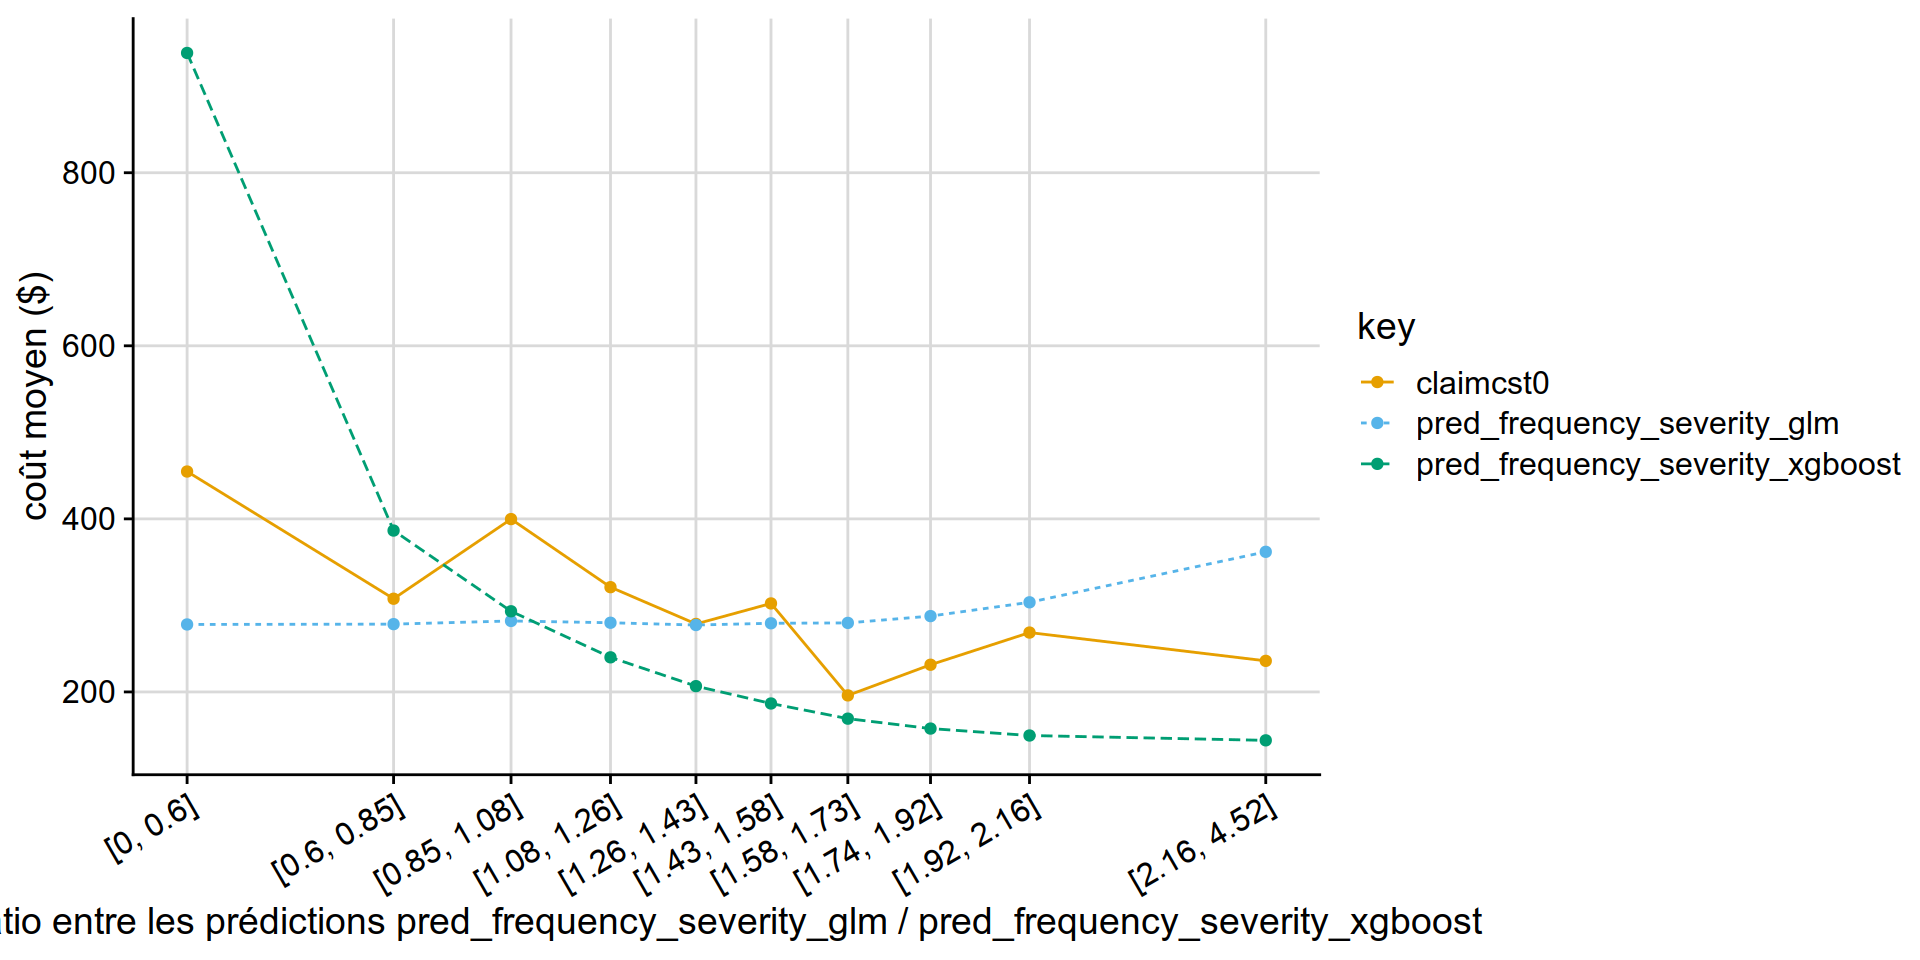 coût moyen ($)
800
600
400
200
[0, 0.6]
[0.6, 0.85]
[0.85, 1.08]
[1.08, 1.26]
[1.26, 1.43]
[1.43, 1.58]
[1.58, 1.73]
[1.74, 1.92]
[1.92, 2.16]
[2.16, 4.52]
tio entre les prédictions pred_frequency_severity_glm / pred_frequency_severity_xgboost
key
claimcst0
pred_frequency_severity_glm
pred_frequency_severity_xgboost